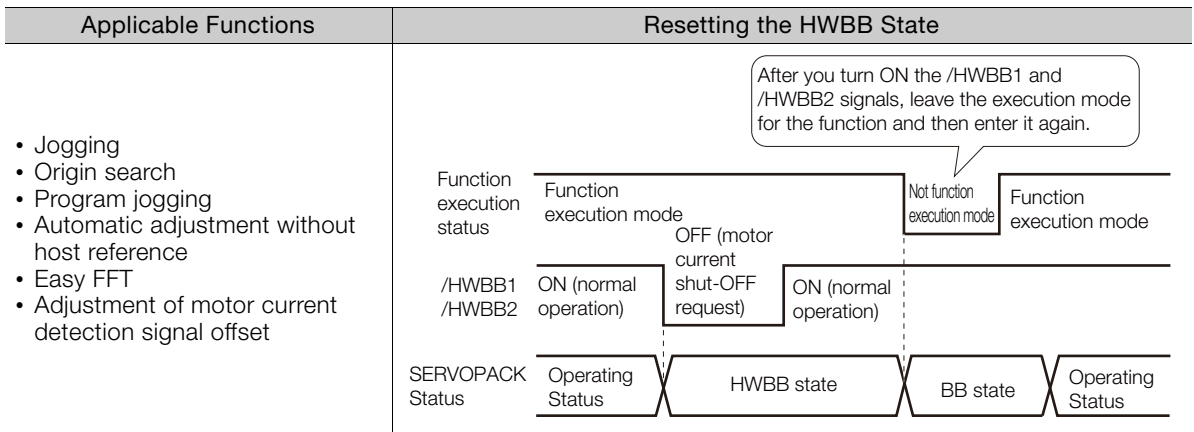 Applicable Functions
Resetting the HWBB State
• Jogging
• Origin search
• Program jogging
• Automatic adjustment without
host reference
• Easy FFT
• Adjustment of motor current
detection signal offset
After you turn ON the /HWBB1 and
/HWBB2 signals, leave the execution mode
for the function and then enter it again.
Function
execution
status
Function
execution mode
Not function
execution mode
Function
execution mode
/HWBB1
/HWBB2
ON (normal
operation)
OFF (motor
current
shut-OFF
request)
ON (normal
operation)
SERVOPACK
Status
Operating
Status
HWBB state
BB state
Operating
Status